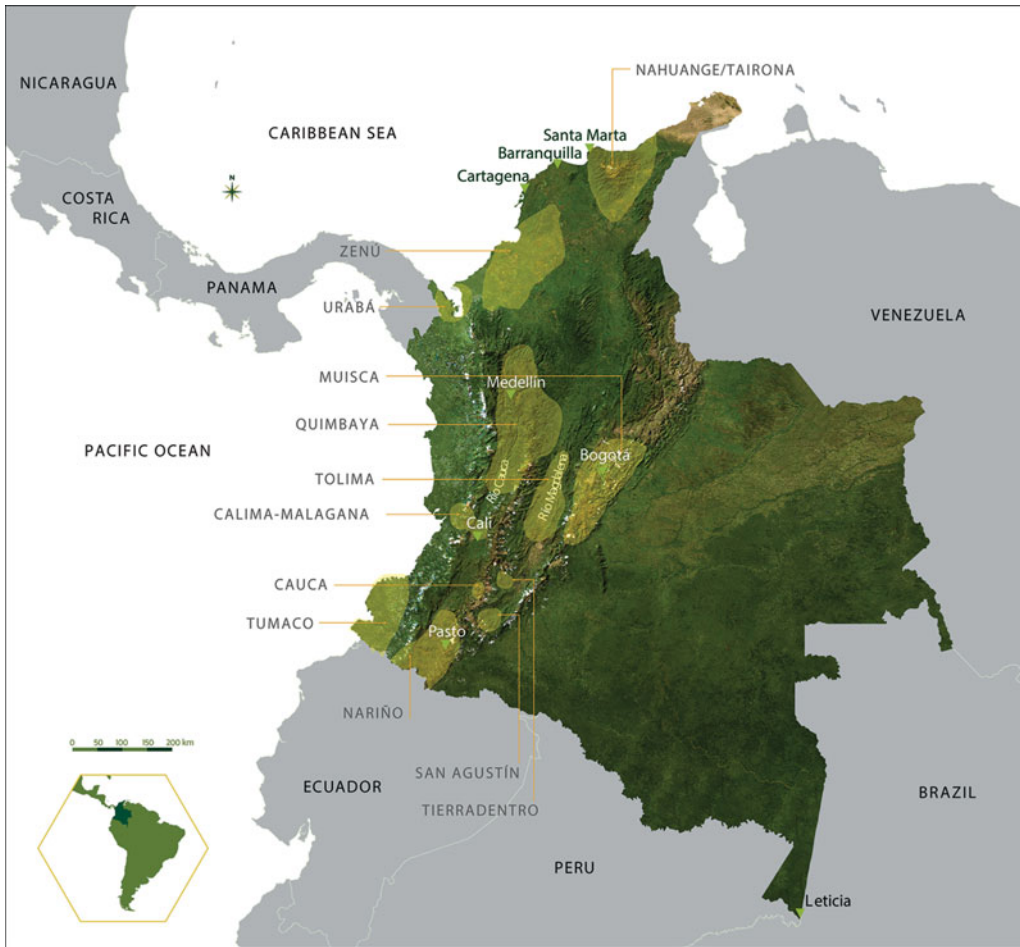 NICARAGUA
NAHUANGE/TAIRONA
CARIBBEAN SEA
Santa Marta
Barranquilla
Cartagena
N
COSTA
RICA
ZENÚ
PANAMA
URABÁ
VENEZUELA
MUISCA
Medellín
QUIMBAYA
PACIFIC OCEAN
Bogotá
TOLIMA
Río Cauca
Río Magdalena
CALIMA-MALAGANA
Cali
CAUCA
TUMACO
Pasto
NARIÑO
0 50 100 150 200 km
SAN AGUSTÍN
ECUADOR
TIERRADENTRO
BRAZIL
PERU
Leticia